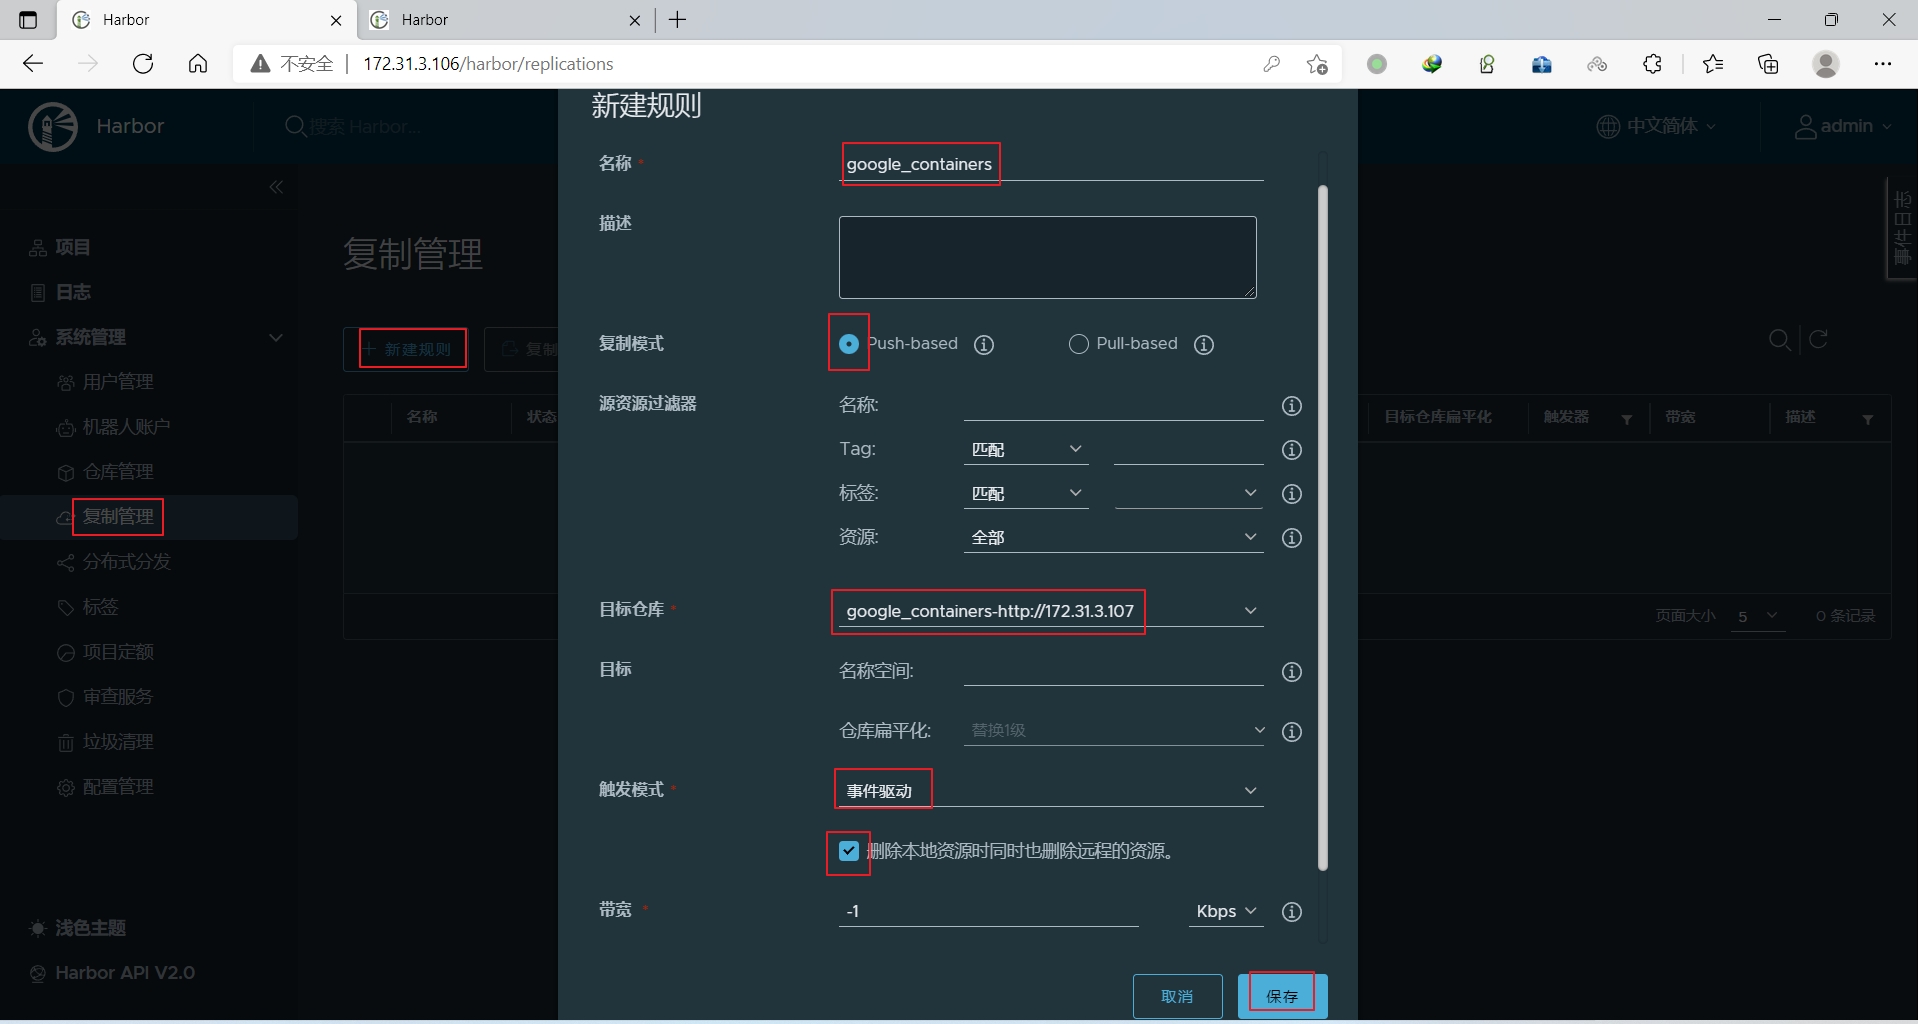 Harbor
Harbor
不安全
172.31.3.106/harbor/replications
Harbor
搜索 Harbor...
中文简体
admin
项目
日志
系统管理
用户管理
机器人账户
仓库管理
复制管理
分布式分发
标签
项目定额
审查服务
垃圾清理
配置管理
浅色主题
Harbor API V2.0
复制管理
新建规则
复制
名称
状态
目标仓库扁平化
触发器
带宽
描述
页面大小
5
0 条记录
事件日志
新建规则
名称 *
google_containers
描述
复制模式
Push-based
Pull-based
源资源过滤器
名称:
Tag:
匹配
标签:
匹配
资源:
全部
目标仓库 *
google_containers-http://172.31.3.107
目标
名称空间:
仓库扁平化:
替换1级
触发模式 *
事件驱动
删除本地资源时同时也删除远程的资源。
带宽 *
-1
Kbps
取消
保存